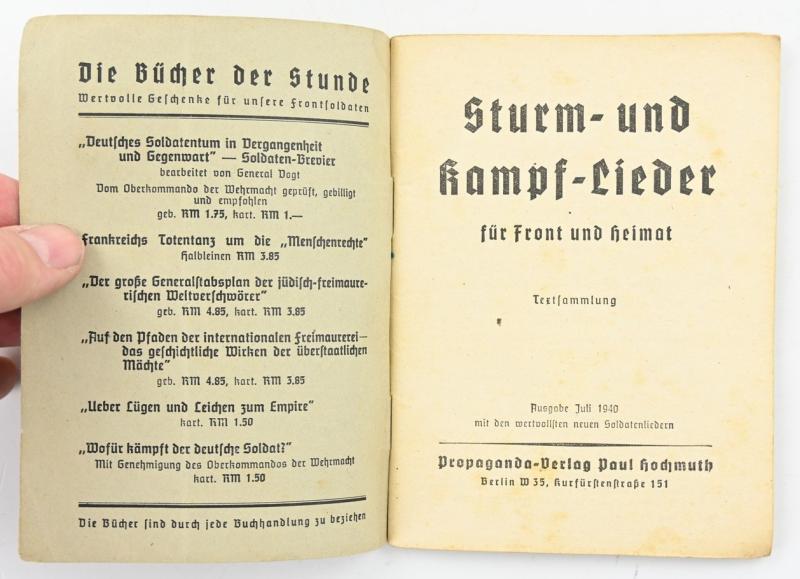 Die Bücher der Stunde
Wertvolle Geschenke für unsere Frontsoldaten
„Deutsches Soldatentum in Vergangenheit
und Gegenwart" — Soldaten-Brevier
bearbeitet von General Vogt
Vom Oberkommando der Wehrmacht geprüft, gebilligt
und empfohlen
geb. RM 1.75, kart. RM 1.—
Frankreichs Totentanz um die „Menschenrechte"
Halbleinen RM 3.85
„Der große Generalstabsplan der jüdisch-freimaure-
rischen Weltverschwörer"
geb. RM 4.85, kart. RM 3.85
„Auf den Pfaden der internationalen Freimaurerei—
das geschichtliche Wirken der überstaatlichen
Mächte"
geb. RM 4.85, kart. RM 3.85
„Ueber Lügen und Leichen zum Empire"
kart. RM 1.50
„Wofür kämpft der deutsche Soldat?"
Mit Genehmigung des Oberkommandos der Wehrmacht
kart. RM 1.50
Die Bücher sind durch jede Buchhandlung zu beziehen
Sturm- und
Kampf-Lieder
für Front und Heimat
Textsammlung
Ausgabe Juli 1940
mit den wertvollsten neuen Soldatenliedern
Propaganda-Verlag Paul Hochmuth
Berlin W 35, Kurfürstenstraße 151